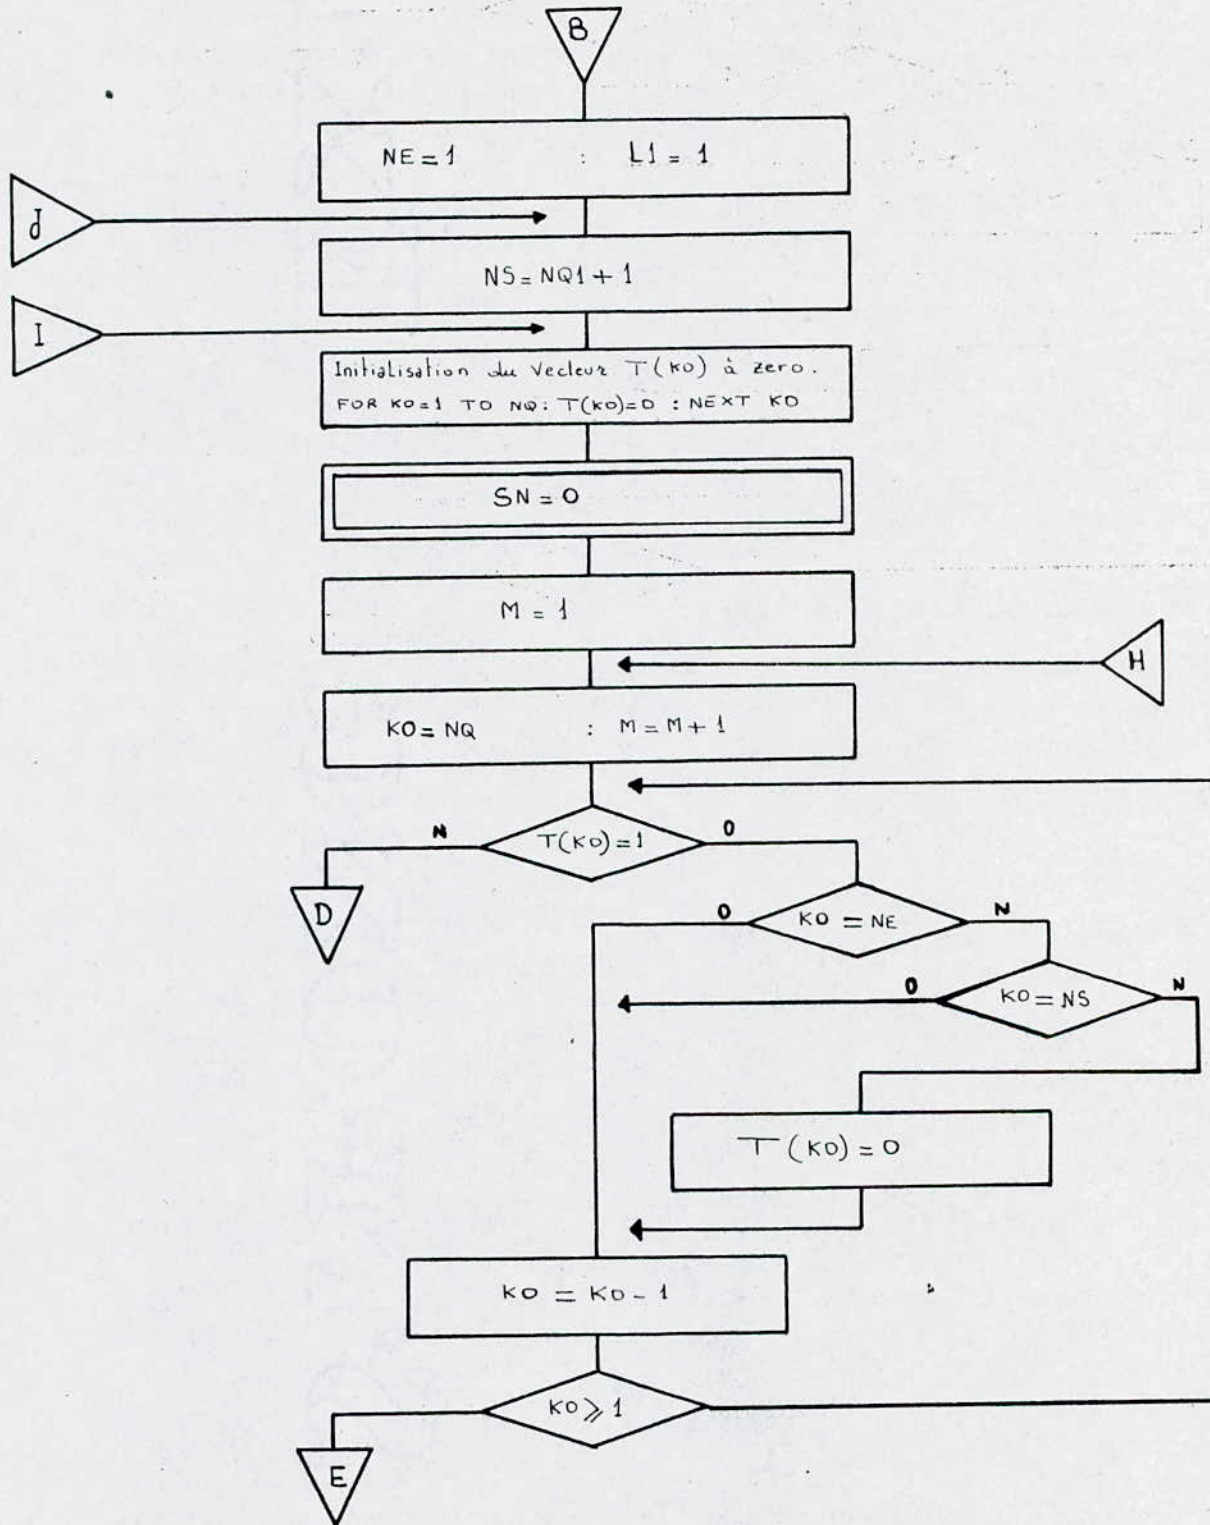 B
NE = 1 : L1 = 1
J
NS = NQ1 + 1
I
Initialisation du Vecteur T(KO) à zero.
FOR KO=1 TO NQ : T(KO)=0 : NEXT KO
SN = 0
M = 1
H
KO = NQ : M = M + 1
N T(KO) = 1 O
D
O KO = NE N
O KO = NS N
T(KO) = 0
KO = KO - 1
KO ⩾ 1
E